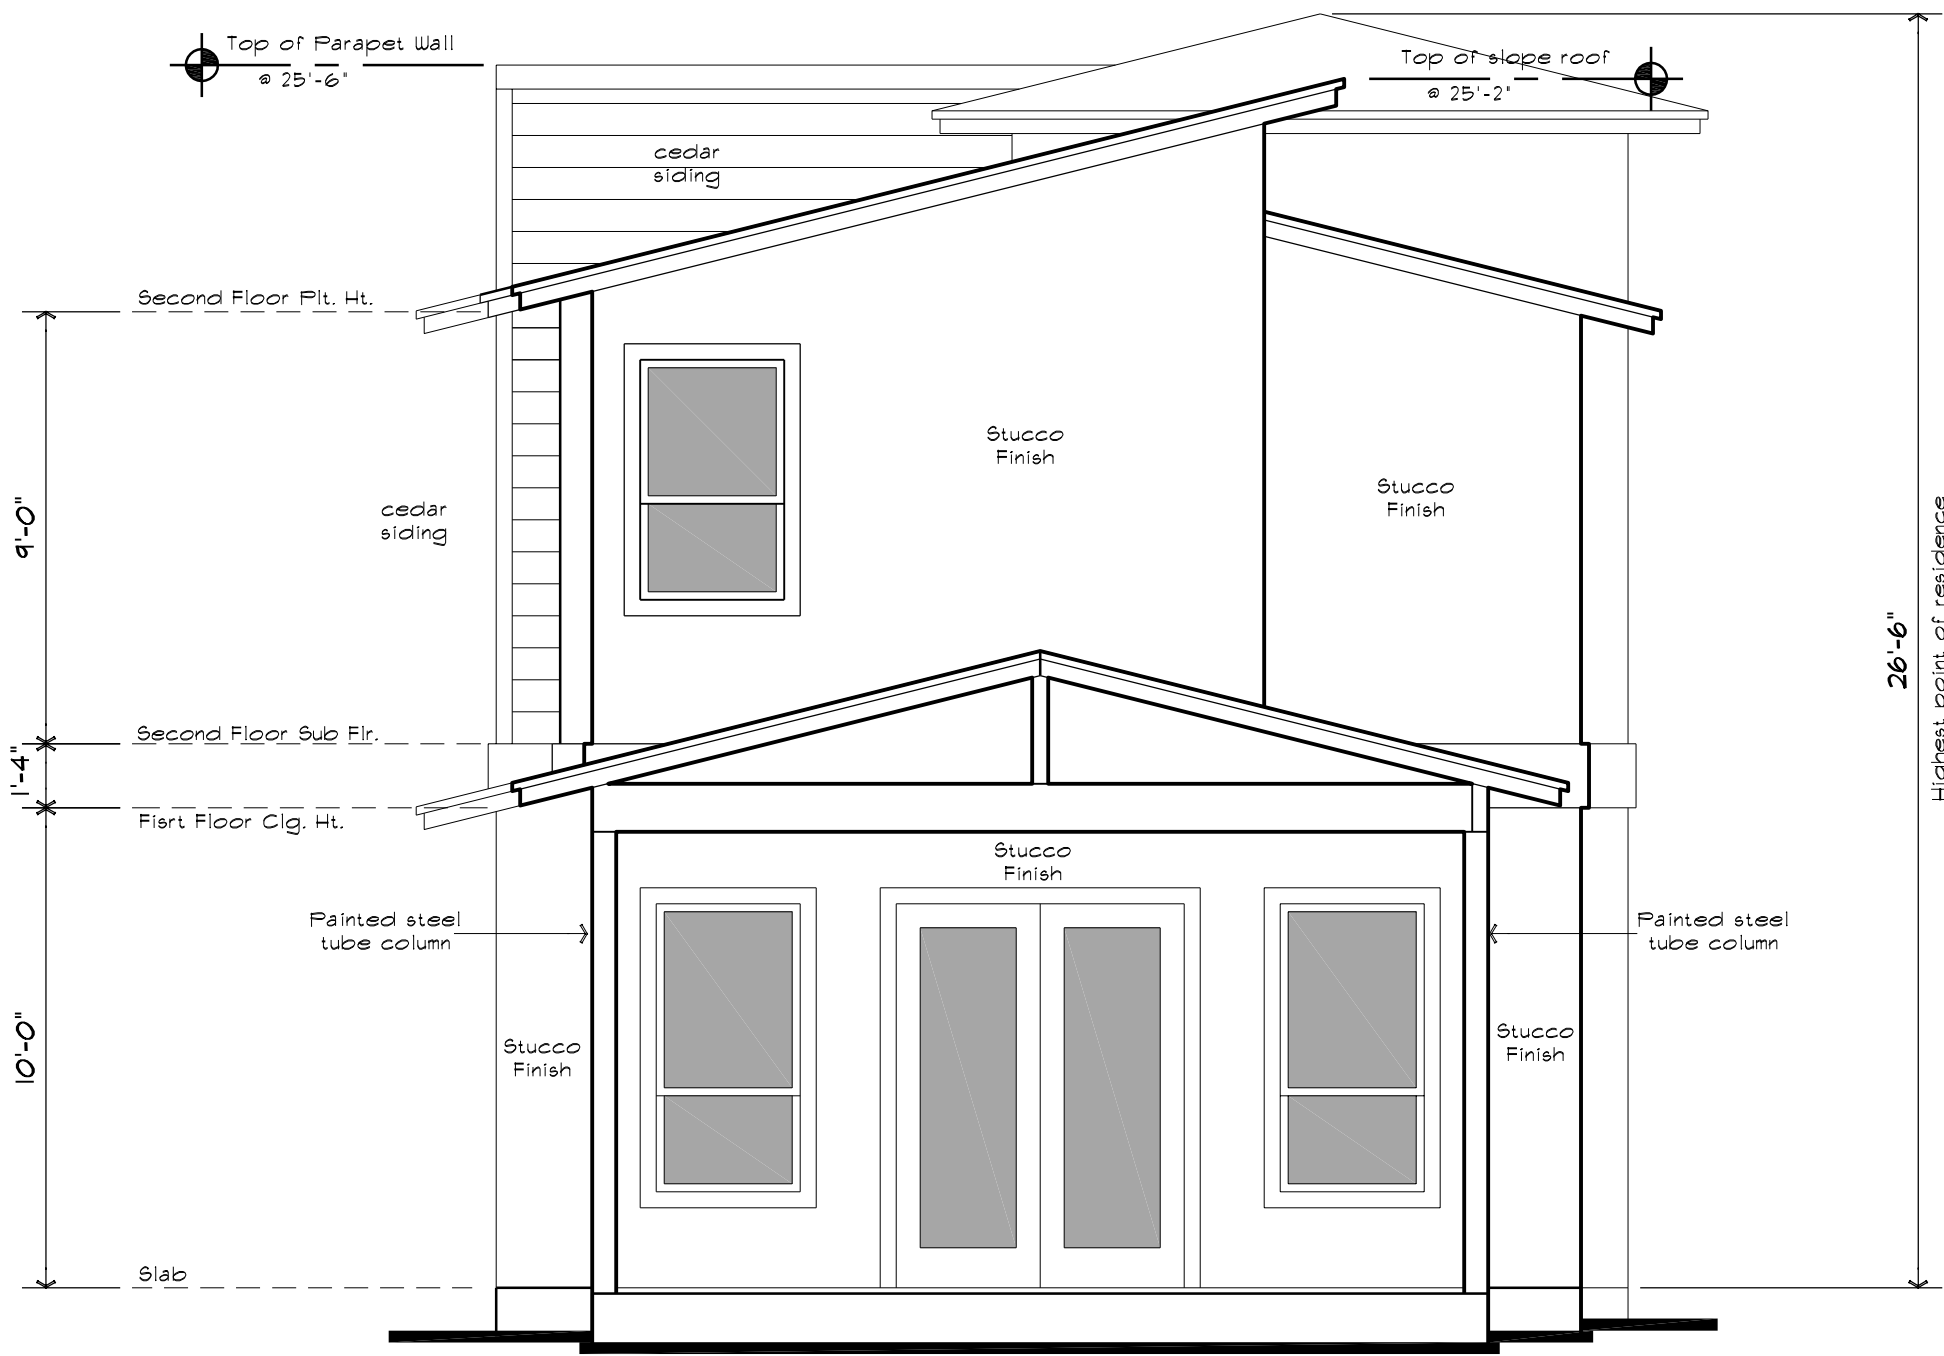 Top of Parapet Wall
@ 25'-6"
Top of slope roof
@ 25'-2"
cedar
siding
Second Floor Plt. Ht.
9'-0"
cedar
siding
Stucco
Finish
Stucco
Finish
26'-6"
Highest point of residence
Second Floor Sub Flr.
1'-4"
Fisrt Floor Clg. Ht.
Stucco
Finish
Painted steel
tube column
Painted steel
tube column
10'-0"
Stucco
Finish
Stucco
Finish
Slab